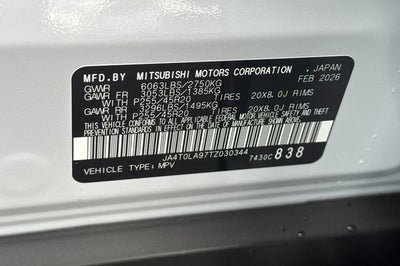 MFD.BY MITSUBISHI MOTORS CORPORATION, JAPAN
GVWR 6063LBS/2750KG FEB 2026
GAWR FR 3053LBS/1385KG
WITH P255/45R20 TIRES 20X8.0J RIMS
GAWR RR 3296LBS/1495KG
WITH P255/45R20 TIRES 20X8.0J RIMS
THIS VEHICLE CONFORMS TO ALL APPLICABLE FEDERAL MOTOR
VEHICLE SAFETY AND THEFT PREVENTION STANDARDS IN EFFECT
ON THE DATE OF MANUFACTURE SHOWN ABOVE.
JA4T0LA97TZ030344 7430C 838
VEHICLE TYPE: MPV